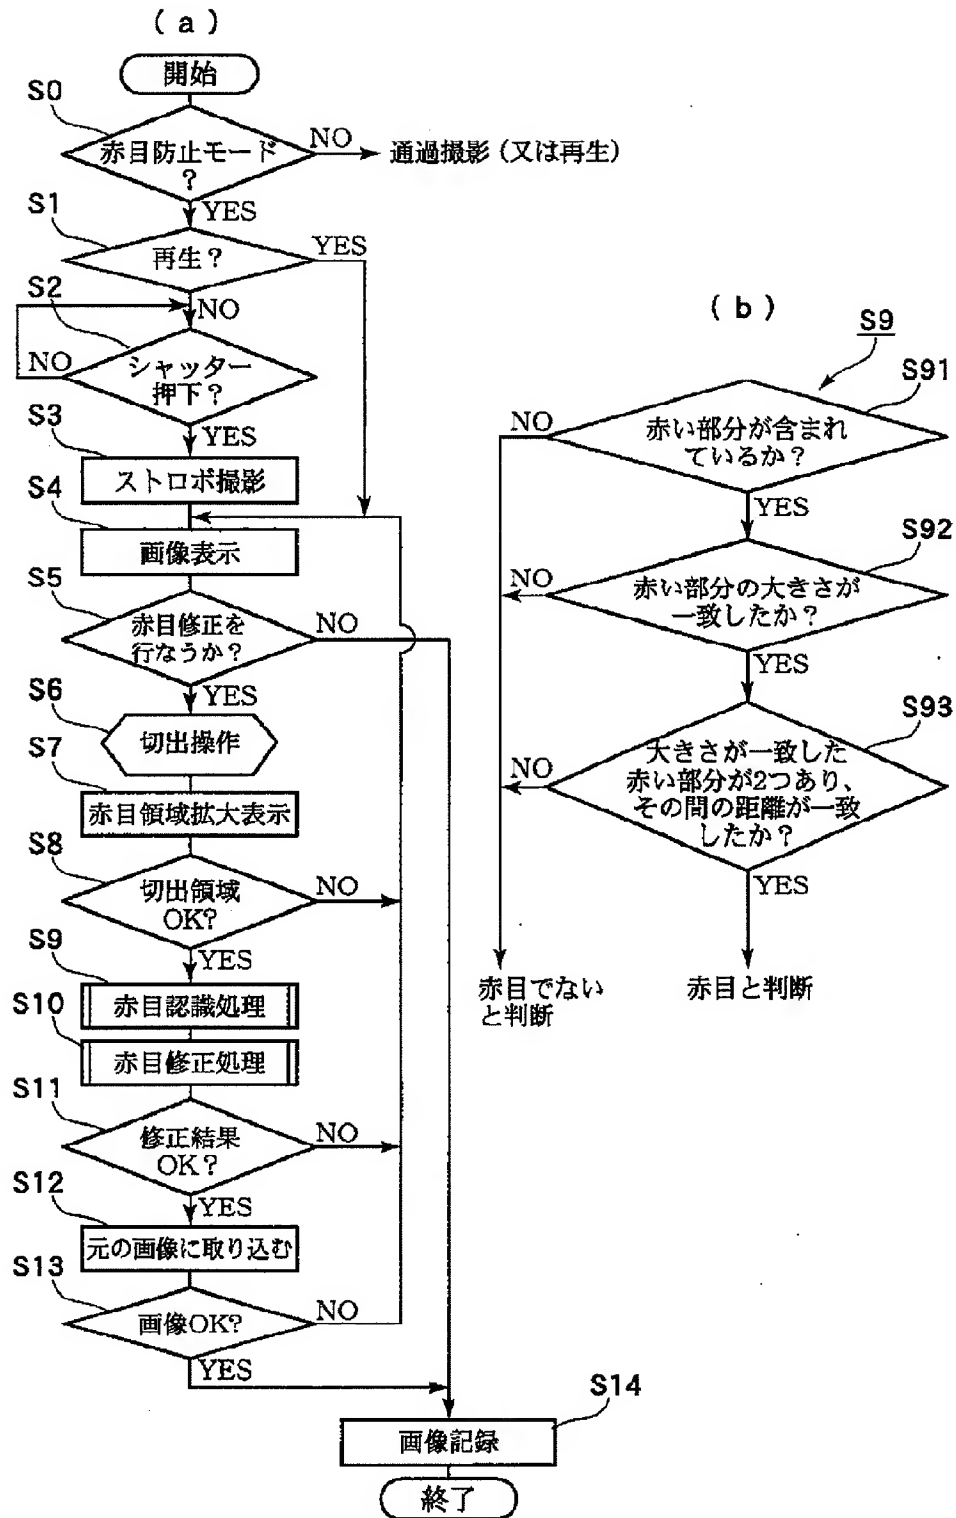 (a)
開始
S0
赤目防止モード
?
NO
通過撮影(又は再生)
YES
S1
再生?
YES
S2
NO
シャッター
押下?
NO
YES
S3
ストロボ撮影
S4
画像表示
S5
赤目修正を
行なうか?
NO
YES
S6
切出操作
S7
赤目領域拡大表示
S8
切出領域
OK?
NO
YES
S9
赤目認識処理
S10
赤目修正処理
S11
修正結果
OK?
NO
YES
S12
元の画像に取り込む
S13
画像OK?
NO
YES
S14
画像記録
終了
(b)
S9
S91
赤い部分が含まれ
ているか?
NO
YES
S92
赤い部分の大きさが
一致したか?
NO
YES
S93
大きさが一致した
赤い部分が2つあり、
その間の距離が一致
したか?
NO
YES
赤目でない
と判断
赤目と判断